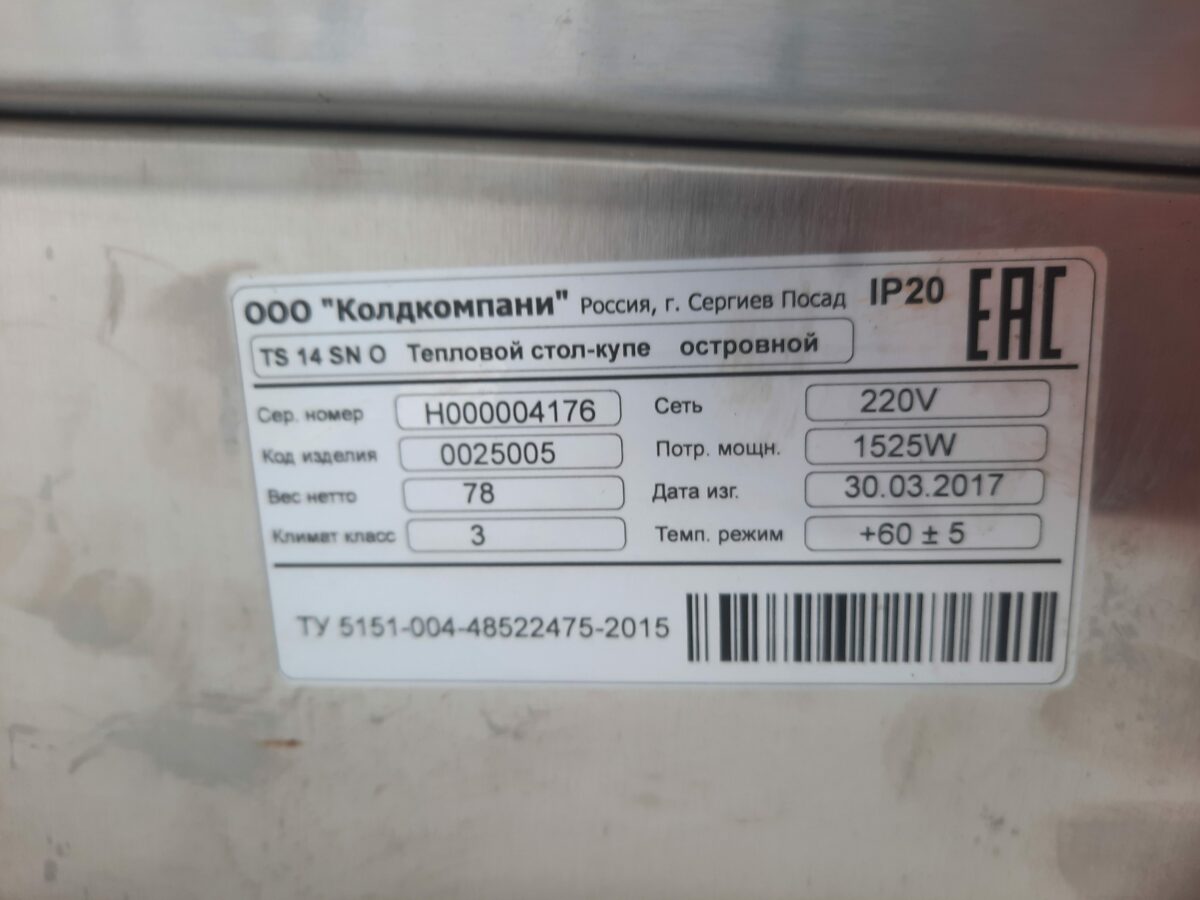 ООО "Колдкомпани" Россия, г. Сергиев Посад IP20 EAC
TS 14 SN O Тепловой стол-купе островной
Сер. номер H000004176 Сеть 220V
Код изделия 0025005 Потр. мощн. 1525W
Вес нетто 78 Дата изг. 30.03.2017
Климат класс 3 Темп. режим +60 ± 5
ТУ 5151-004-48522475-2015